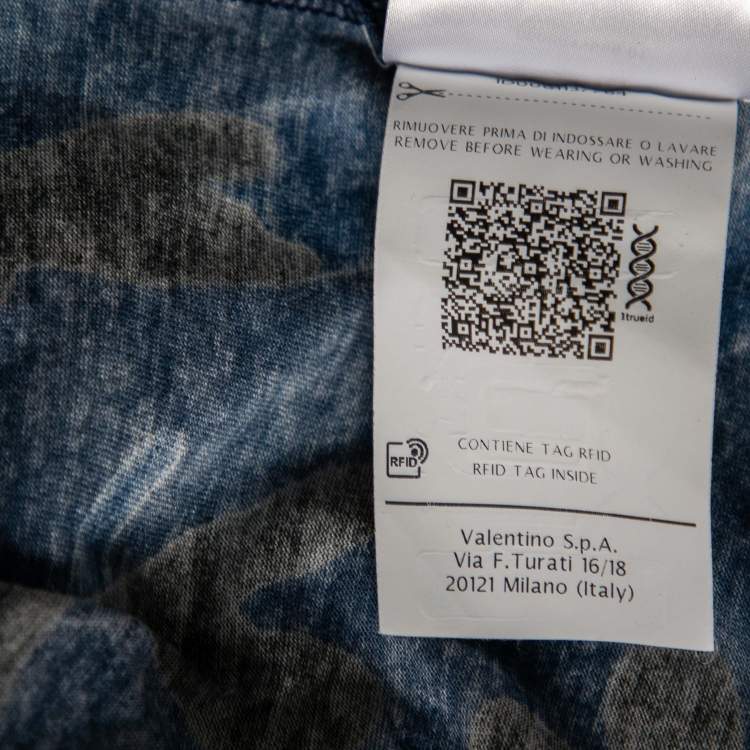 RIMUOVERE PRIMA DI INDOSSARE O LAVARE
REMOVE BEFORE WEARING OR WASHING
1trueid
RFID
CONTIENE TAG RFID
RFID TAG INSIDE
Valentino S.p.A.
Via F.Turati 16/18
20121 Milano (Italy)